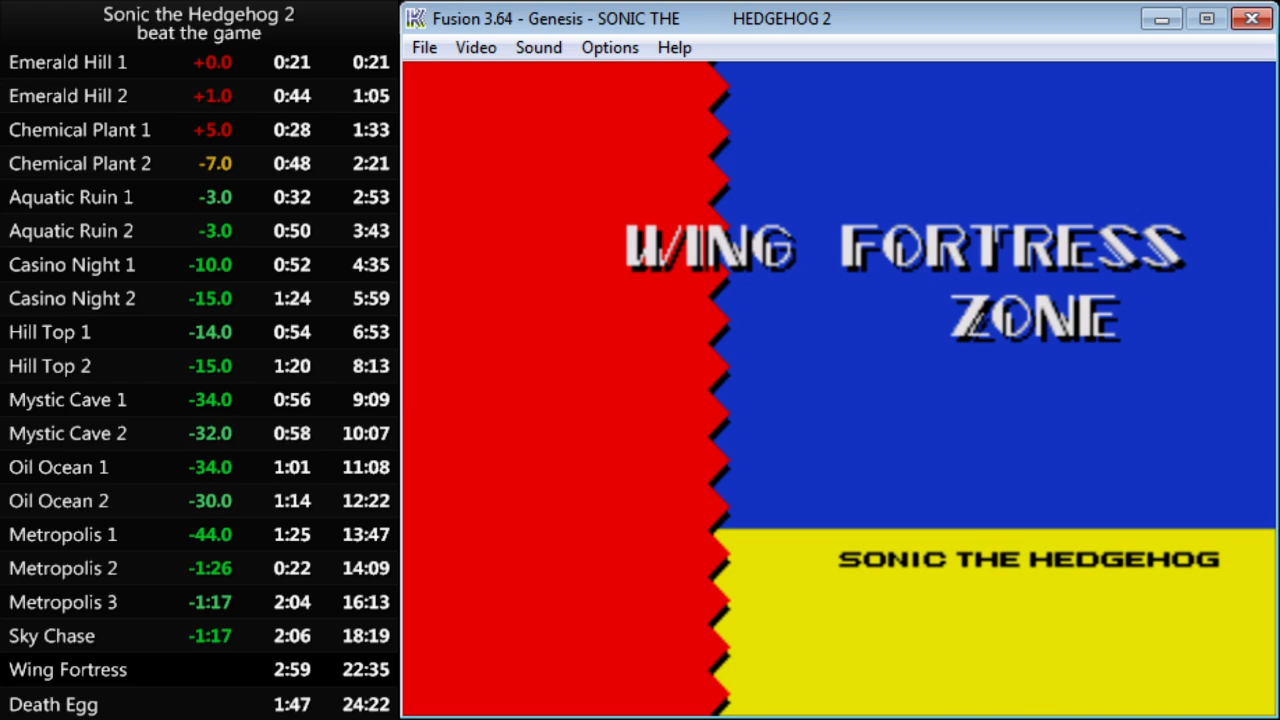 Sonic the Hedgehog 2
beat the game
Emerald Hill 1 +0.0 0:21 0:21
Emerald Hill 2 +1.0 0:44 1:05
Chemical Plant 1 +5.0 0:28 1:33
Chemical Plant 2 -7.0 0:48 2:21
Aquatic Ruin 1 -3.0 0:32 2:53
Aquatic Ruin 2 -3.0 0:50 3:43
Casino Night 1 -10.0 0:52 4:35
Casino Night 2 -15.0 1:24 5:59
Hill Top 1 -14.0 0:54 6:53
Hill Top 2 -15.0 1:20 8:13
Mystic Cave 1 -34.0 0:56 9:09
Mystic Cave 2 -32.0 0:58 10:07
Oil Ocean 1 -34.0 1:01 11:08
Oil Ocean 2 -30.0 1:14 12:22
Metropolis 1 -44.0 1:25 13:47
Metropolis 2 -1:26 0:22 14:09
Metropolis 3 -1:17 2:04 16:13
Sky Chase -1:17 2:06 18:19
Wing Fortress 2:59 22:35
Death Egg 1:47 24:22
Fusion 3.64 - Genesis - SONIC THE HEDGEHOG 2
File Video Sound Options Help
WING FORTRESS
ZONE
SONIC THE HEDGEHOG